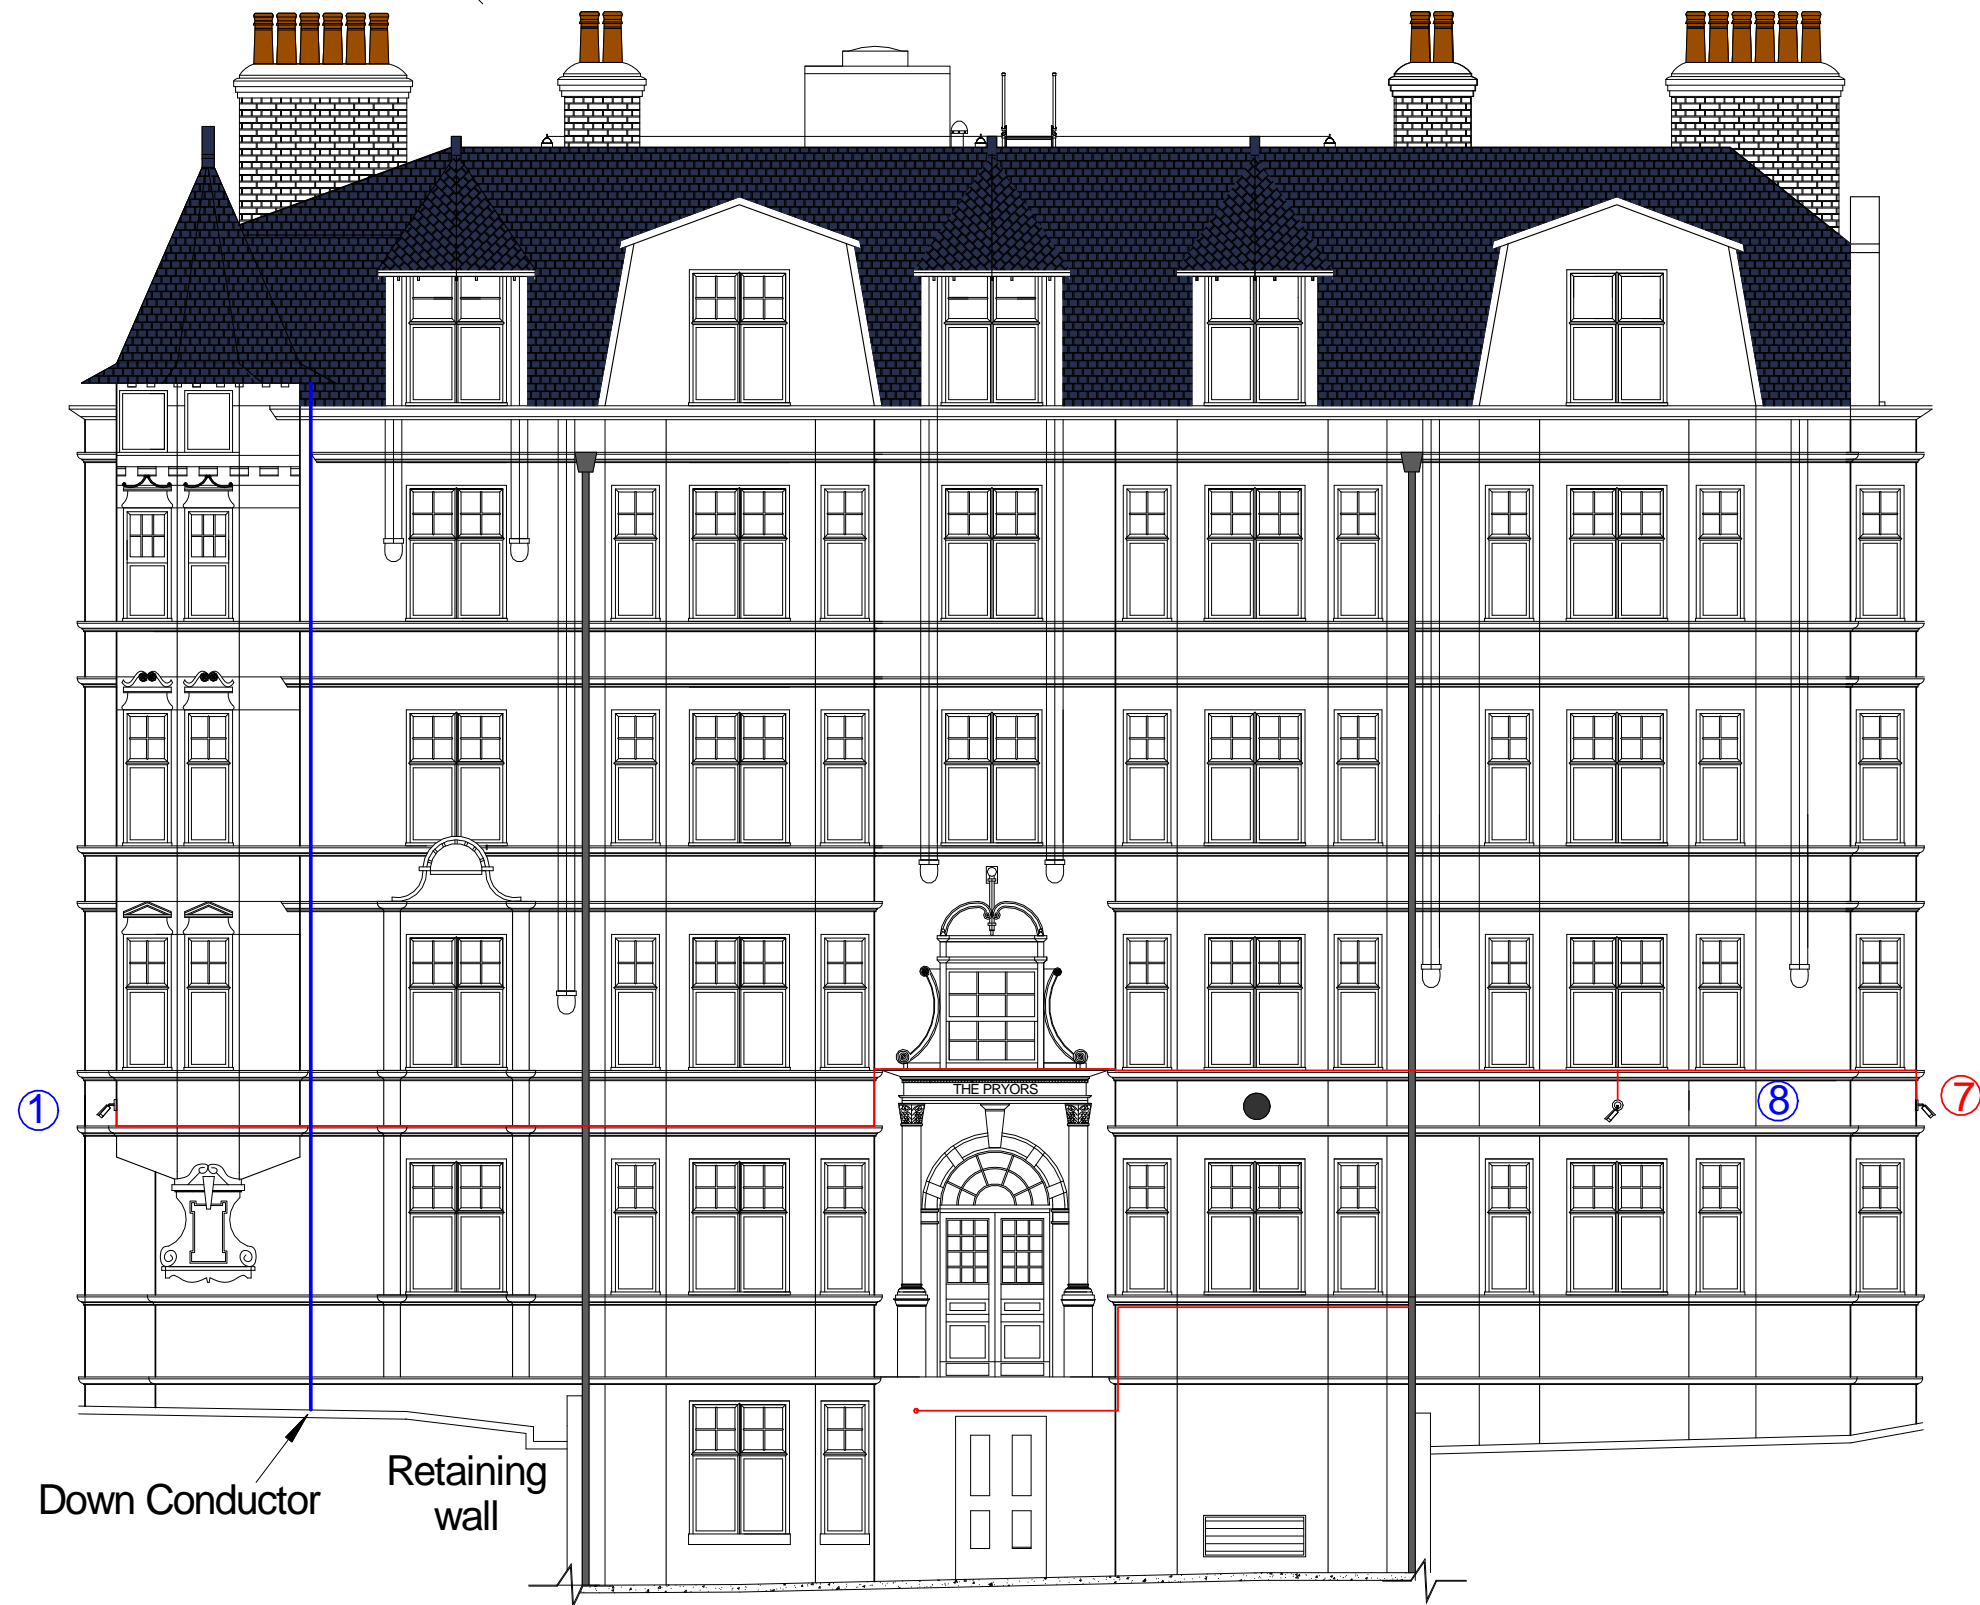 THE PRYORS
1
8
7
Down Conductor
Retaining
wall